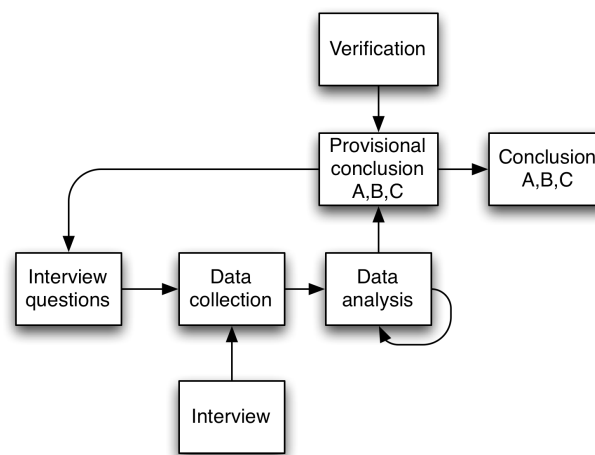 Verification
Provisional
conclusion
A,B,C
Conclusion
A,B,C
Interview
questions
Data
collection
Data
analysis
Interview